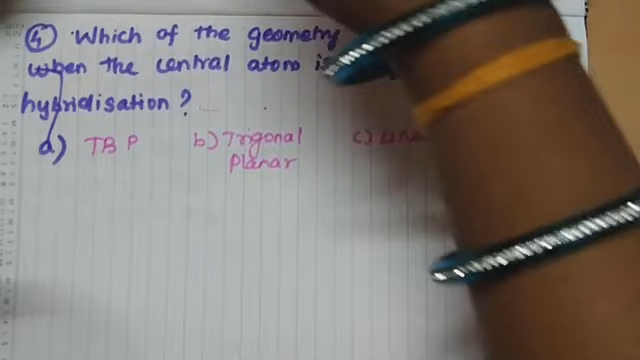 4) Which of the geometry
when the central atom is
hybridisation ?
a) TBP b) Trigonal Planar c)